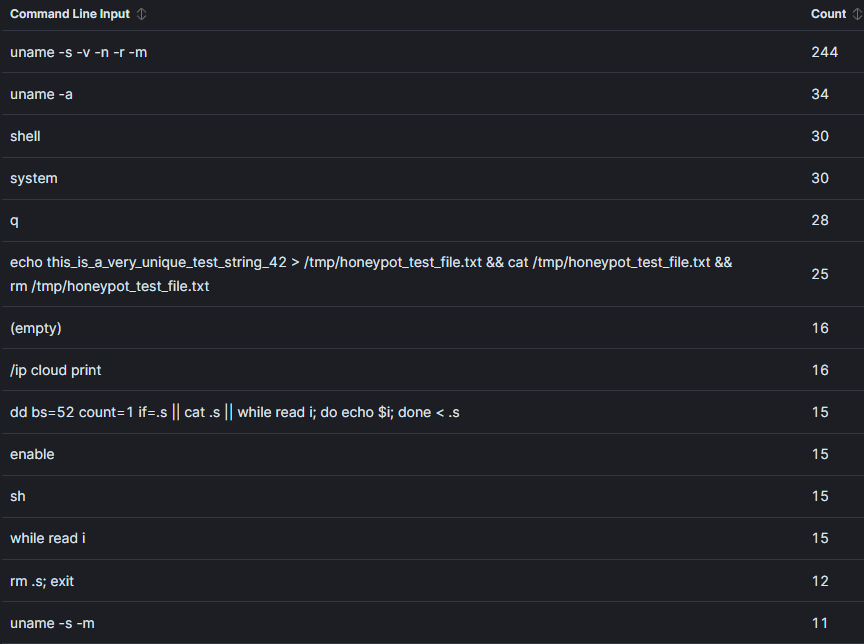 Command Line Input Count
uname -s -v -n -r -m 244
uname -a 34
shell 30
system 30
q 28
echo this_is_a_very_unique_test_string_42 > /tmp/honeypot_test_file.txt && cat /tmp/honeypot_test_file.txt &&
rm /tmp/honeypot_test_file.txt 25
(empty) 16
/ip cloud print 16
dd bs=52 count=1 if=.s || cat .s || while read i; do echo $i; done < .s 15
enable 15
sh 15
while read i 15
rm .s; exit 12
uname -s -m 11